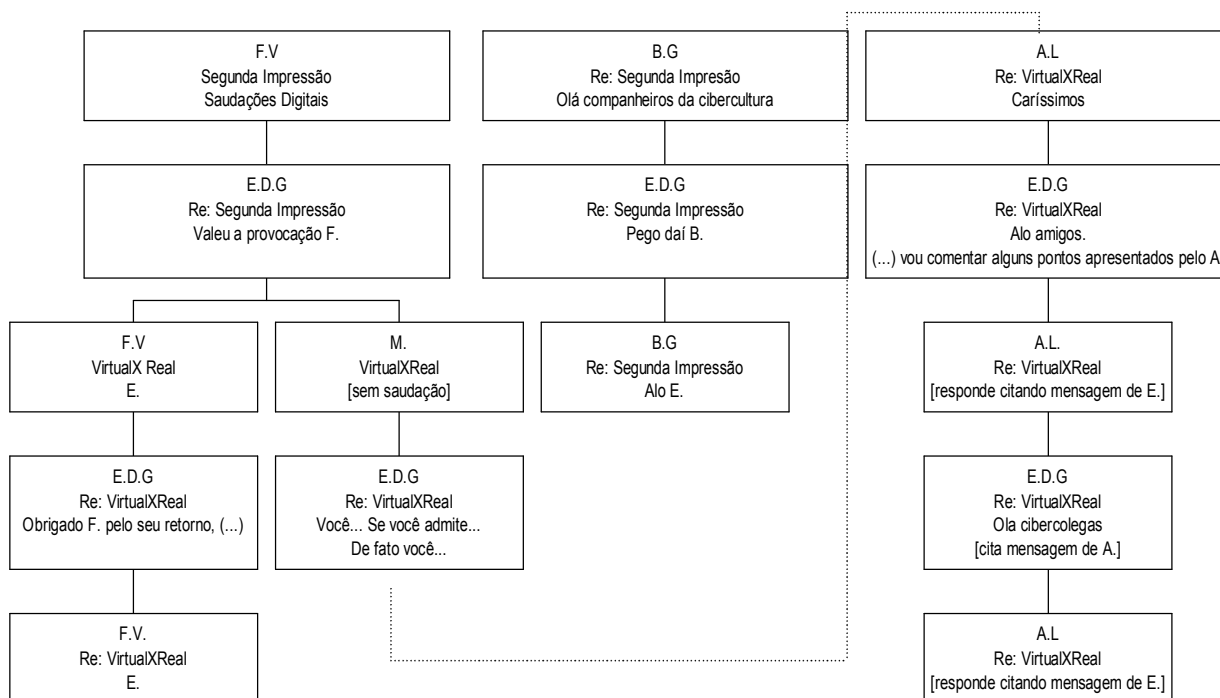 F.V
Segunda Impressão
Saudações Digitais
E.D.G
Re: Segunda Impressão
Valeu a provocação F.
F.V
VirtualX Real
E.
E.D.G
Re: VirtualXReal
Obrigado F. pelo seu retorno, (...)
F.V.
Re: VirtualXReal
E.
M.
VirtualXReal
[sem saudação]
E.D.G
Re: VirtualXReal
Você... Se você admite...
De fato você...
B.G
Re: Segunda Impresão
Olá companheiros da cibercultura
E.D.G
Re: Segunda Impressão
Pego daí B.
B.G
Re: Segunda Impressão
Alo E.
A.L
Re: VirtualXReal
Caríssimos
E.D.G
Re: VirtualXReal
Alo amigos.
(...) vou comentar alguns pontos apresentados pelo A
A.L.
Re: VirtualXReal
[responde citando mensagem de E.]
E.D.G
Re: VirtualXReal
Ola cibercolegas
[cita mensagem de A.]
A.L
Re: VirtualXReal
[responde citando mensagem de E.]